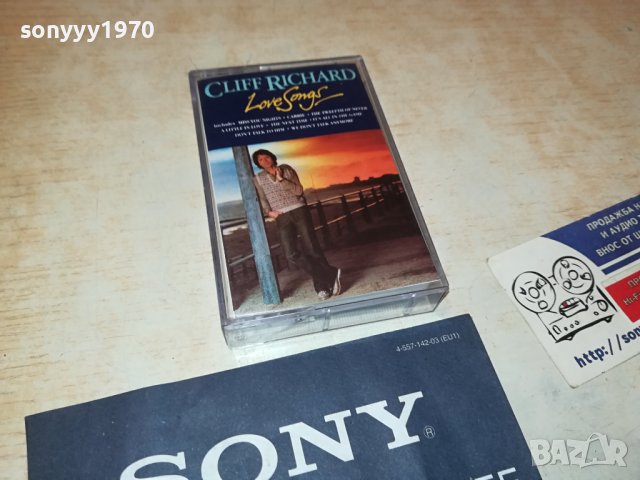 sonyyy1970
CLIFF RICHARD
Love Songs
includes MISS YOU NIGHTS • CARRIE • THE TWELFTH OF NEVER
A LITTLE IN LOVE • THE NEXT TIME • IT'S ALL IN THE GAME
DON'T TALK TO HIM • WE DON'T TALK ANYMORE
ПРОДАЖБА Н
И АУДИО
ВНОС ОТ Ц
ПР
Hi-F
http://son
4-557-142-03 (EU1)
SONY®
BAZAR